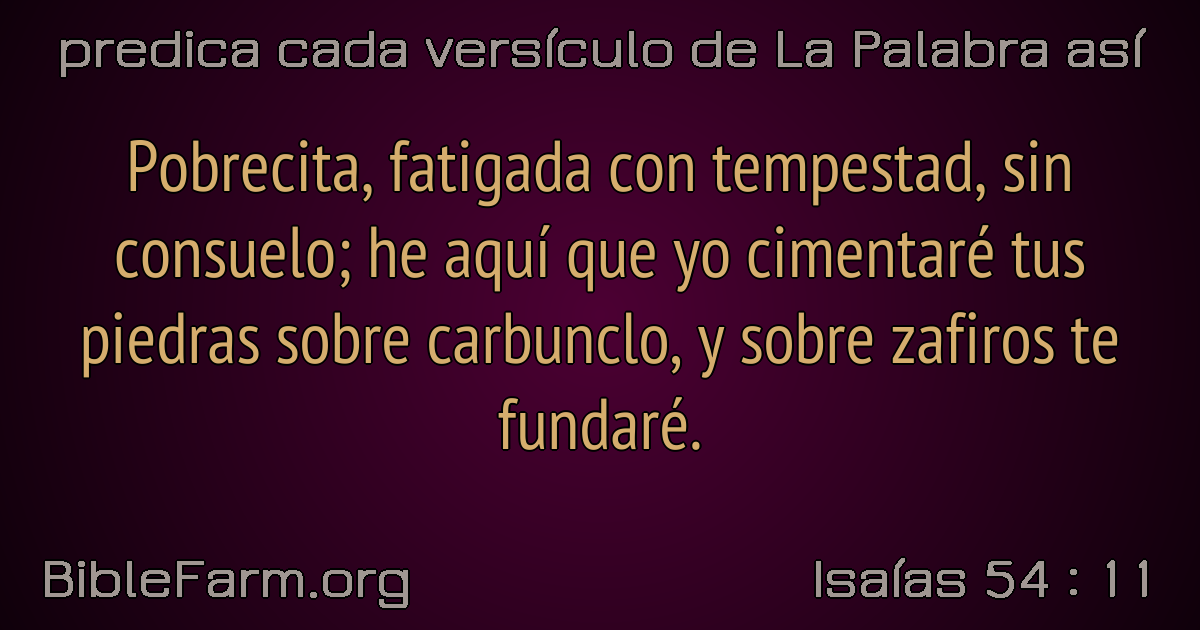 predica cada versículo de La Palabra así
Pobrecita, fatigada con tempestad, sin
consuelo; he aquí que yo cimentaré tus
piedras sobre carbunclo, y sobre zafiros te
fundaré.
BibleFarm.org
Isaías 54 : 11